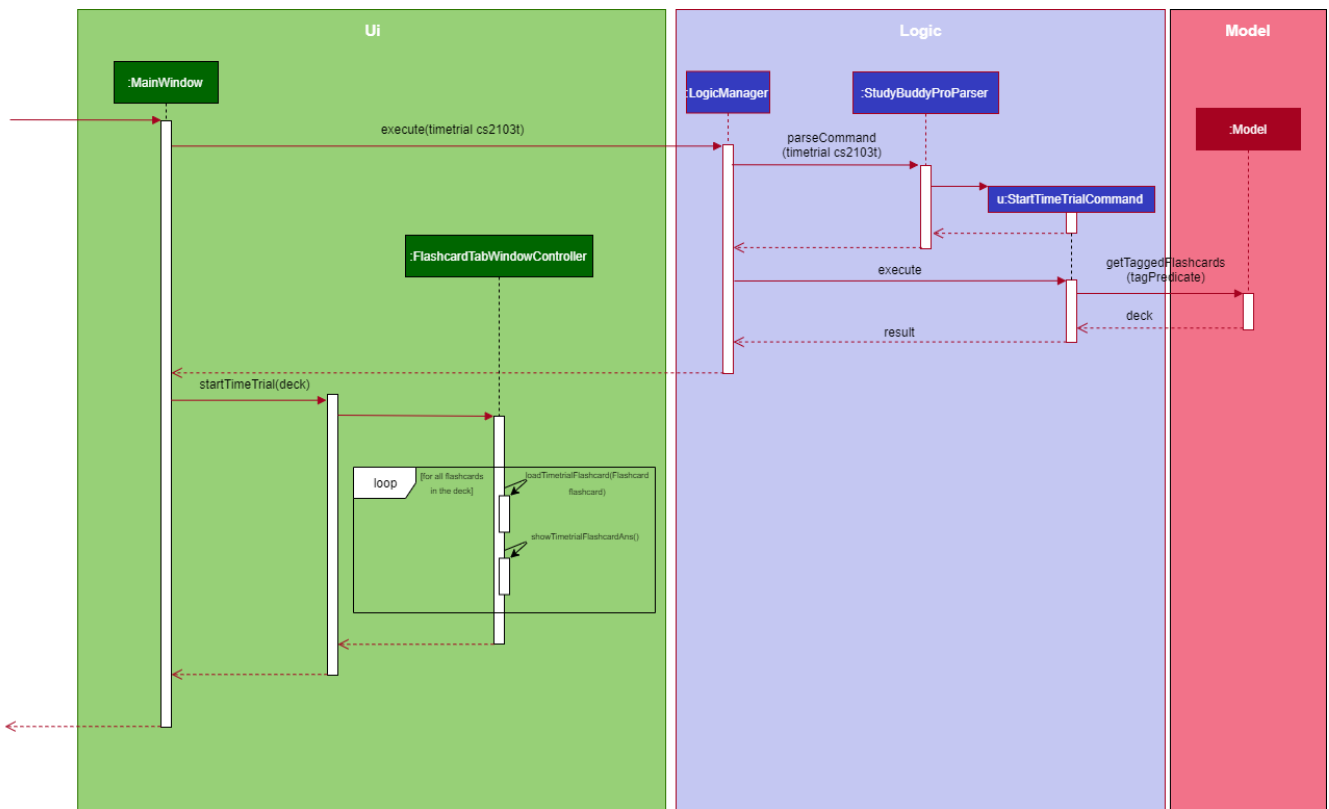 Ui
Logic
Model
:MainWindow
:LogicManager
:StudyBuddyProParser
:Model
execute(timetrial cs2103t)
parseCommand
(timetrial cs2103t)
u:StartTimeTrialCommand
:FlashcardTabWindowController
execute
getTaggedFlashcards
(tagPredicate)
deck
result
startTimeTrial(deck)
loop
[for all flashcards
in the deck]
loadTimetrialFlashcard(Flashcard
flashcard)
showTimetrialFlashcardAns()